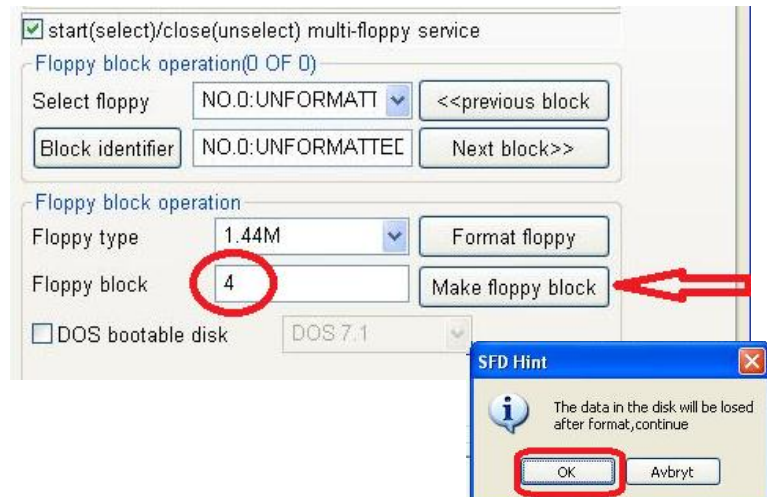 start(select)/close(unselect) multi-floppy service
Floppy block operation(0 OF 0)
Select floppy NO.0:UNFORMATT <<previous block
Block identifier NO.0:UNFORMATTED Next block>>
Floppy block operation
Floppy type 1.44M Format floppy
Floppy block 4 Make floppy block
DOS bootable disk DOS 7.1
SFD Hint
The data in the disk will be losed
after format,continue
OK Avbryt